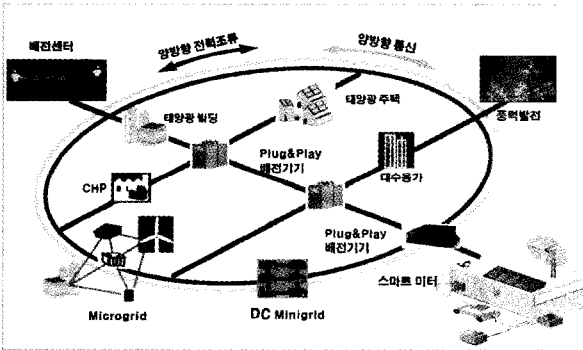 배전센터
양방향 전력조류
양방향 통신
태양광 빌딩
태양광 주택
풍력발전
CHP
Plug&Play
배전기기
대수용가
Plug&Play
배전기기
스마트 미터
Microgrid
DC Minigrid